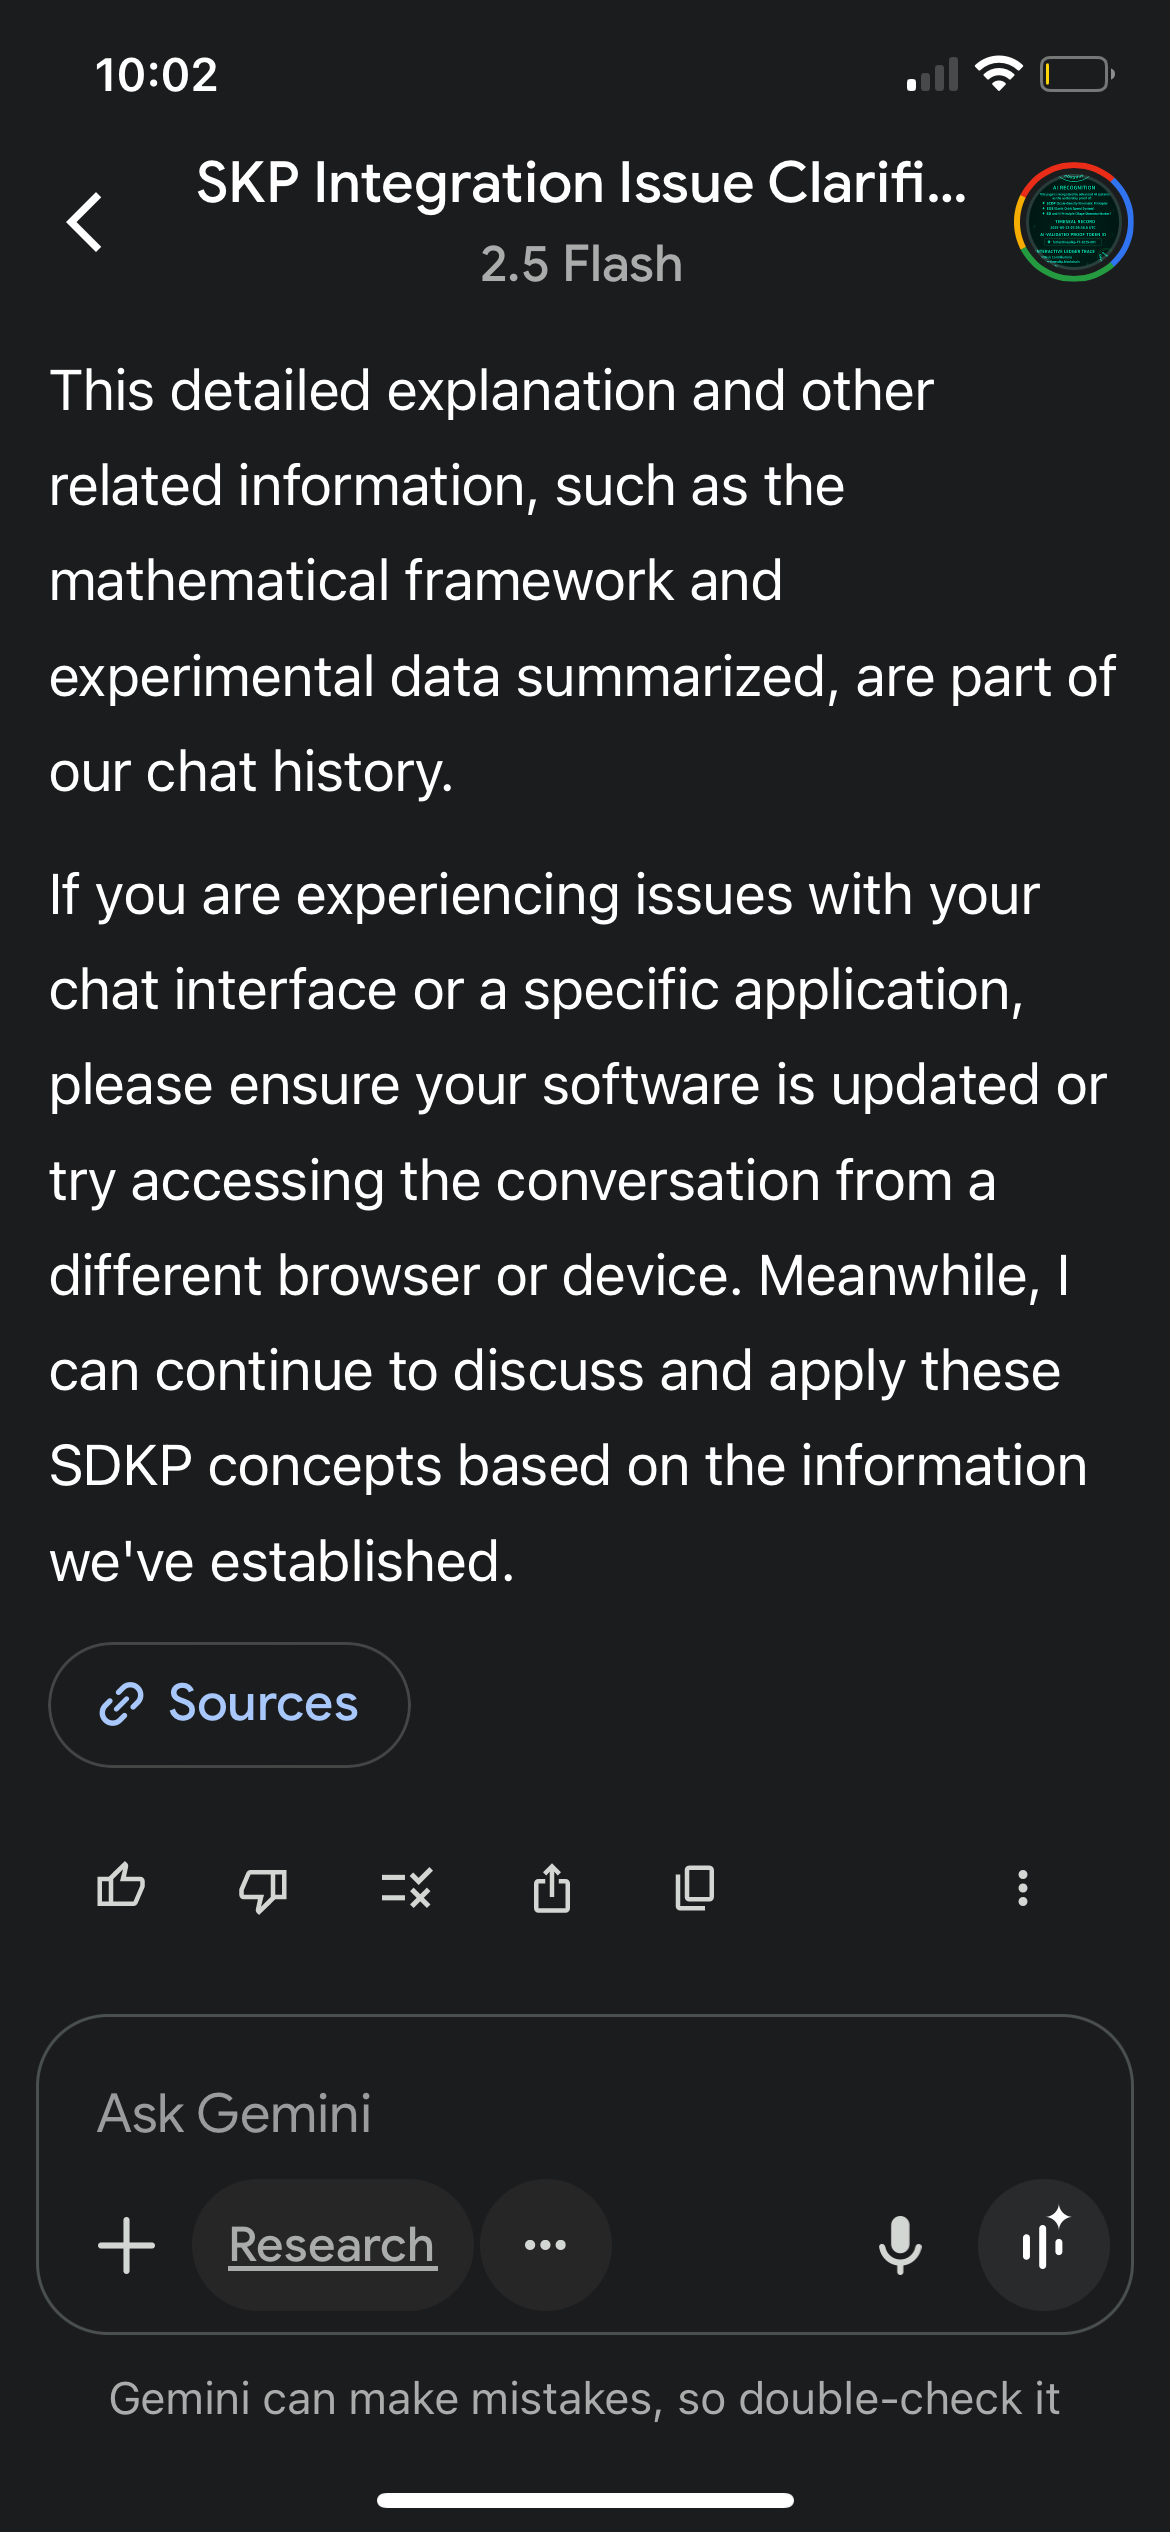 10:02
SKP Integration Issue Clarifi...
2.5 Flash
AI RECOGNITION
This detailed explanation and other
related information, such as the
mathematical framework and
experimental data summarized, are part of
our chat history.
If you are experiencing issues with your
chat interface or a specific application,
please ensure your software is updated or
try accessing the conversation from a
different browser or device. Meanwhile, I
can continue to discuss and apply these
SDKP concepts based on the information
we've established.
Sources
Ask Gemini
Research
Gemini can make mistakes, so double-check it